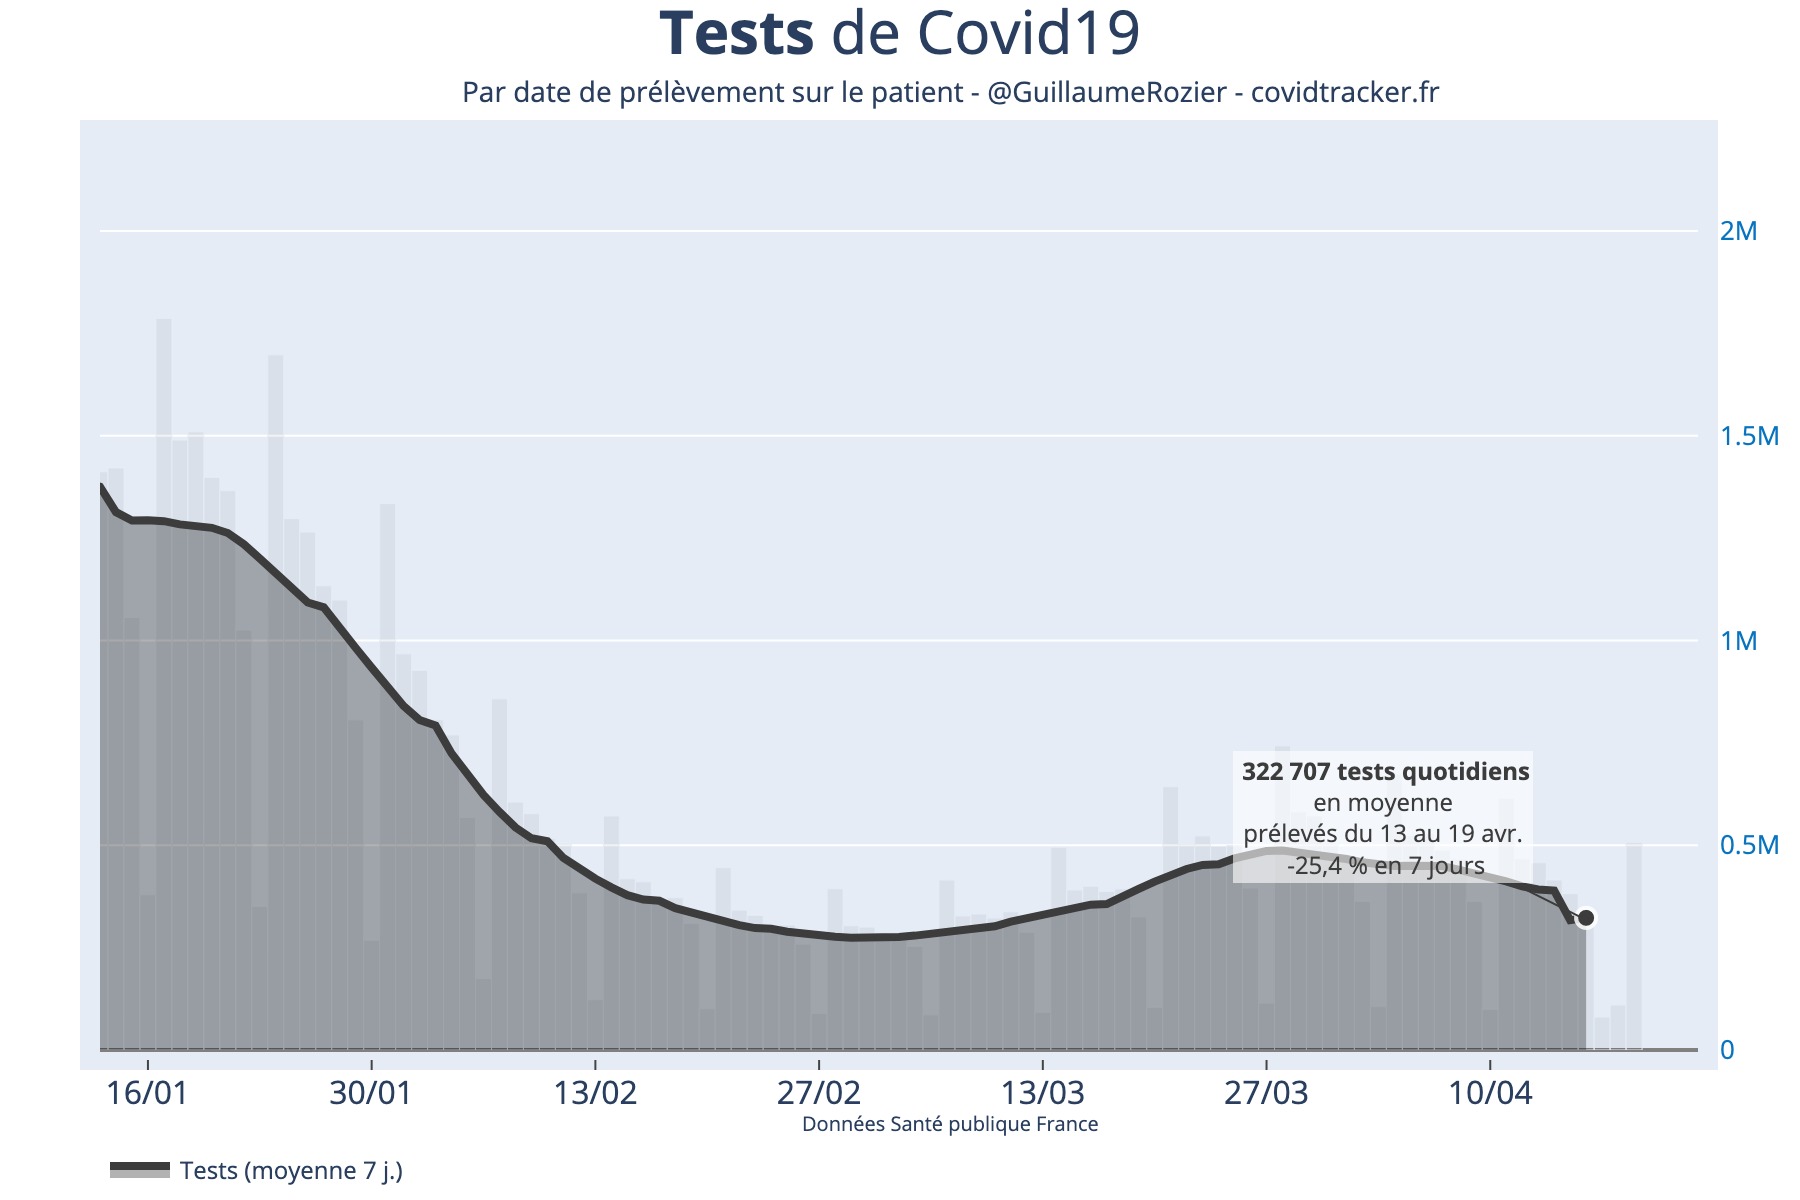 Tests de Covid19
Par date de prélèvement sur le patient - @GuillaumeRozier - covidtracker.fr
2M
1.5M
1M
322 707 tests quotidiens
en moyenne
prélevés du 13 au 19 avr.
-25,4 % en 7 jours
0.5M
0
16/01 30/01 13/02 27/02 13/03 27/03 10/04
Données Santé publique France
Tests (moyenne 7 j.)